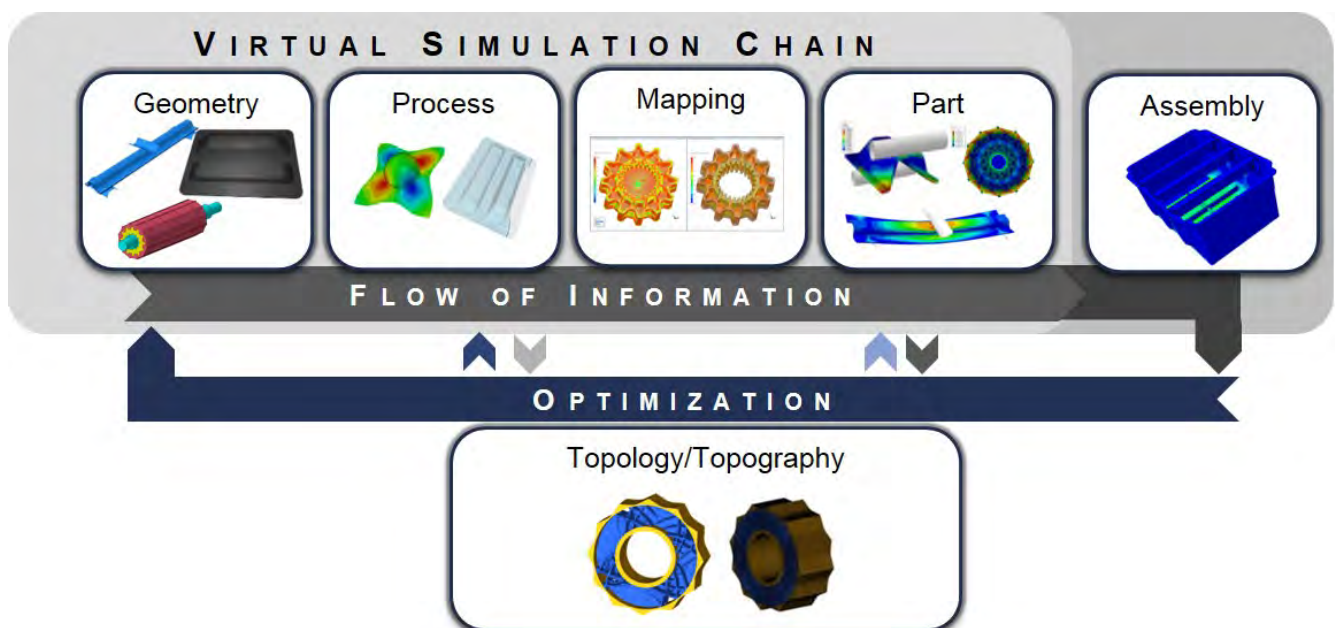 VIRTUAL SIMULATION CHAIN
Geometry
Process
Mapping
Part
Assembly
FLOW OF INFORMATION
OPTIMIZATION
Topology/Topography